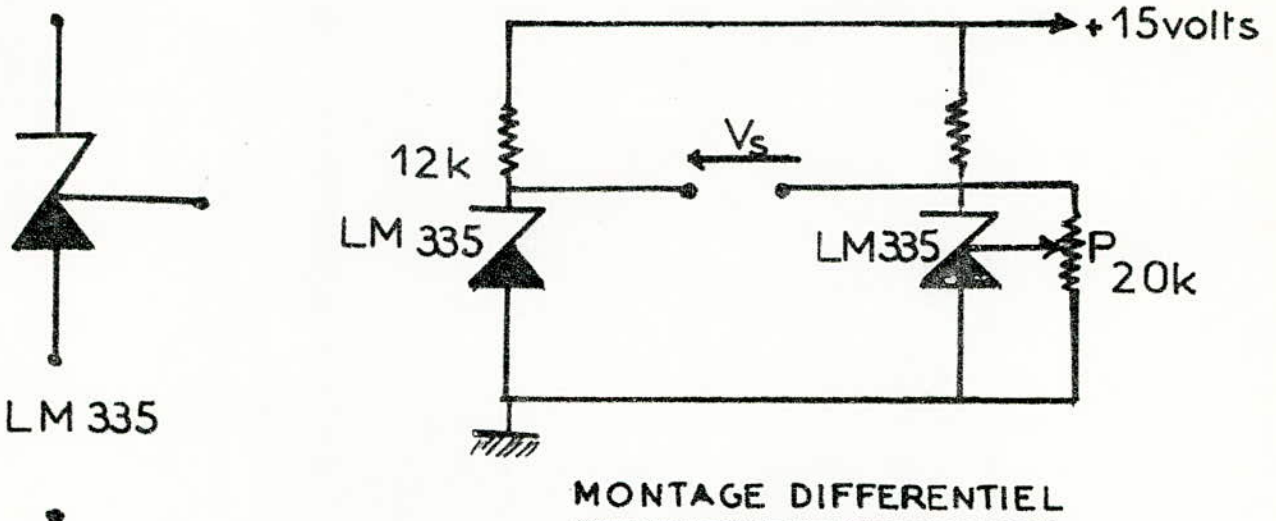 +15volts
Vs
12k
LM 335
LM335
P
20k
LM 335
MONTAGE DIFFERENTIEL